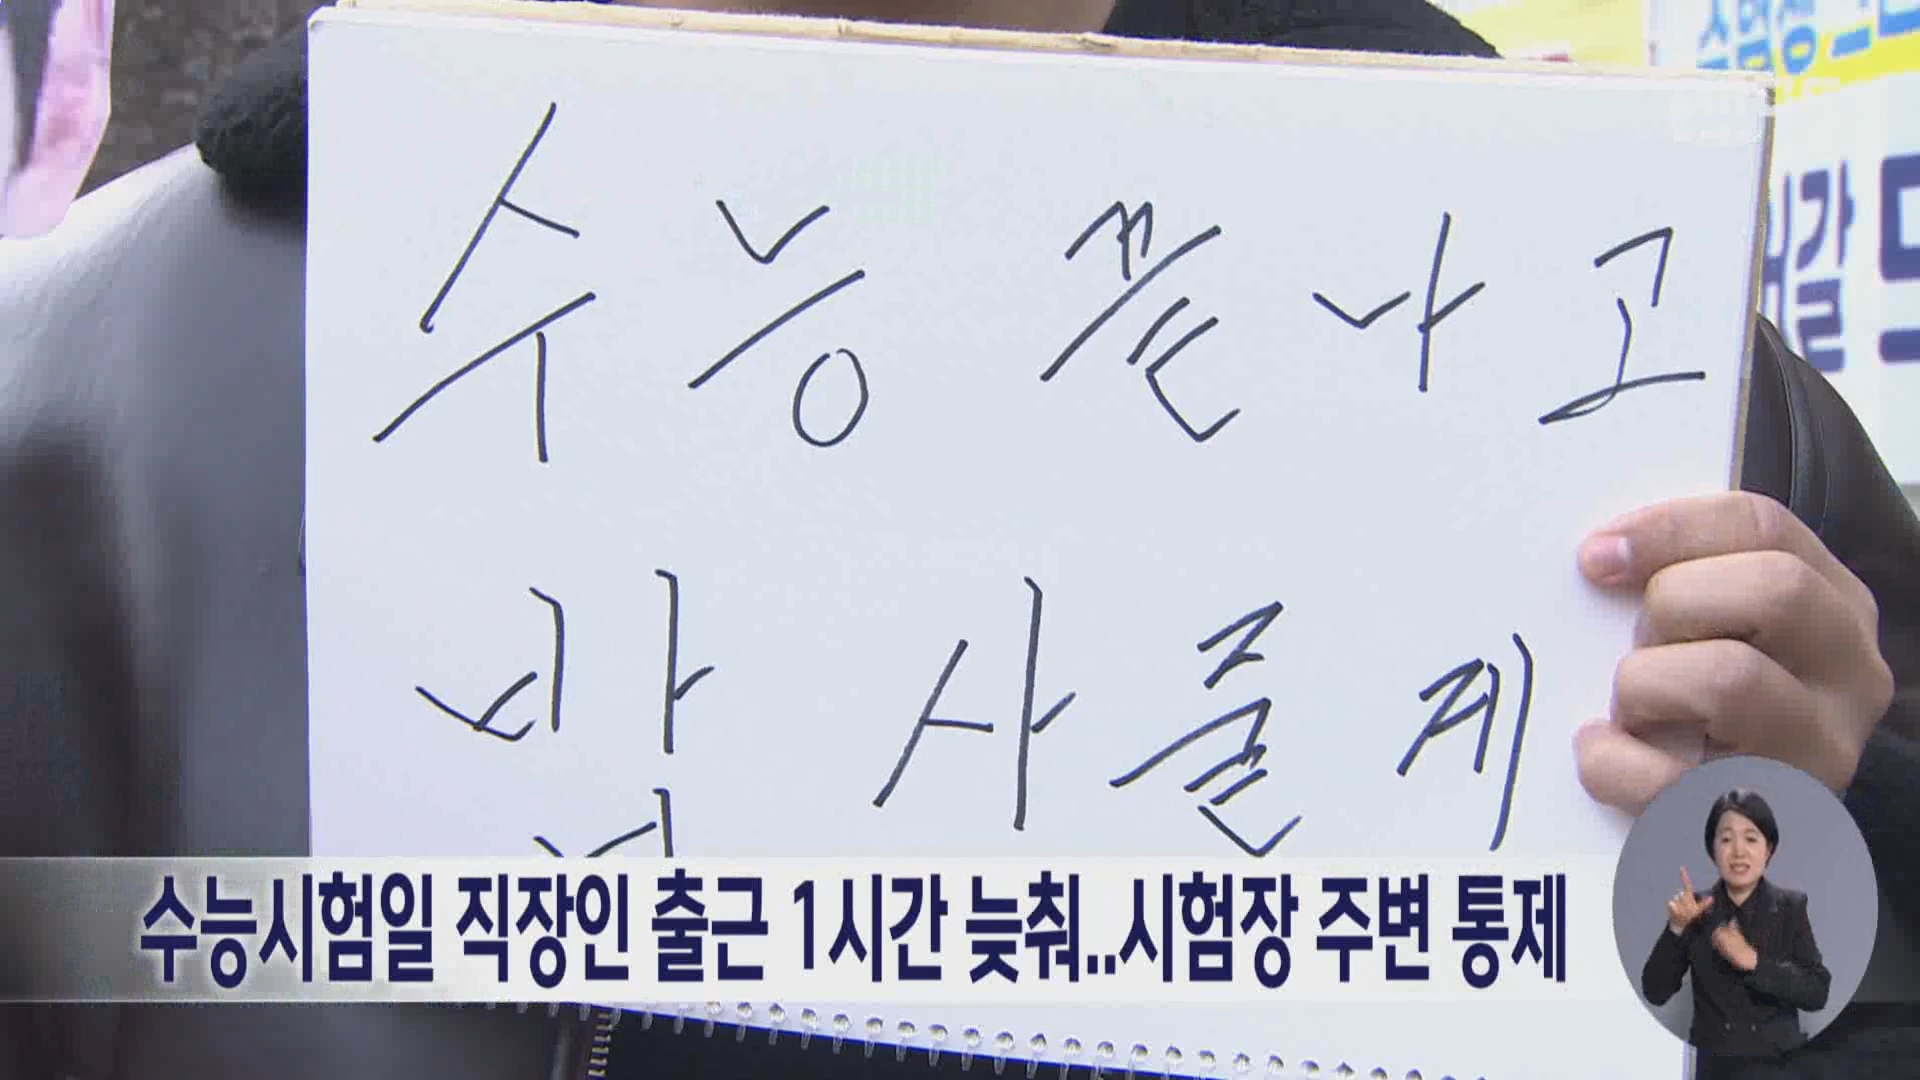 수능 끝나고
밥 사줄게
수능시험일 직장인 출근 1시간 늦춰..시험장 주변 통제